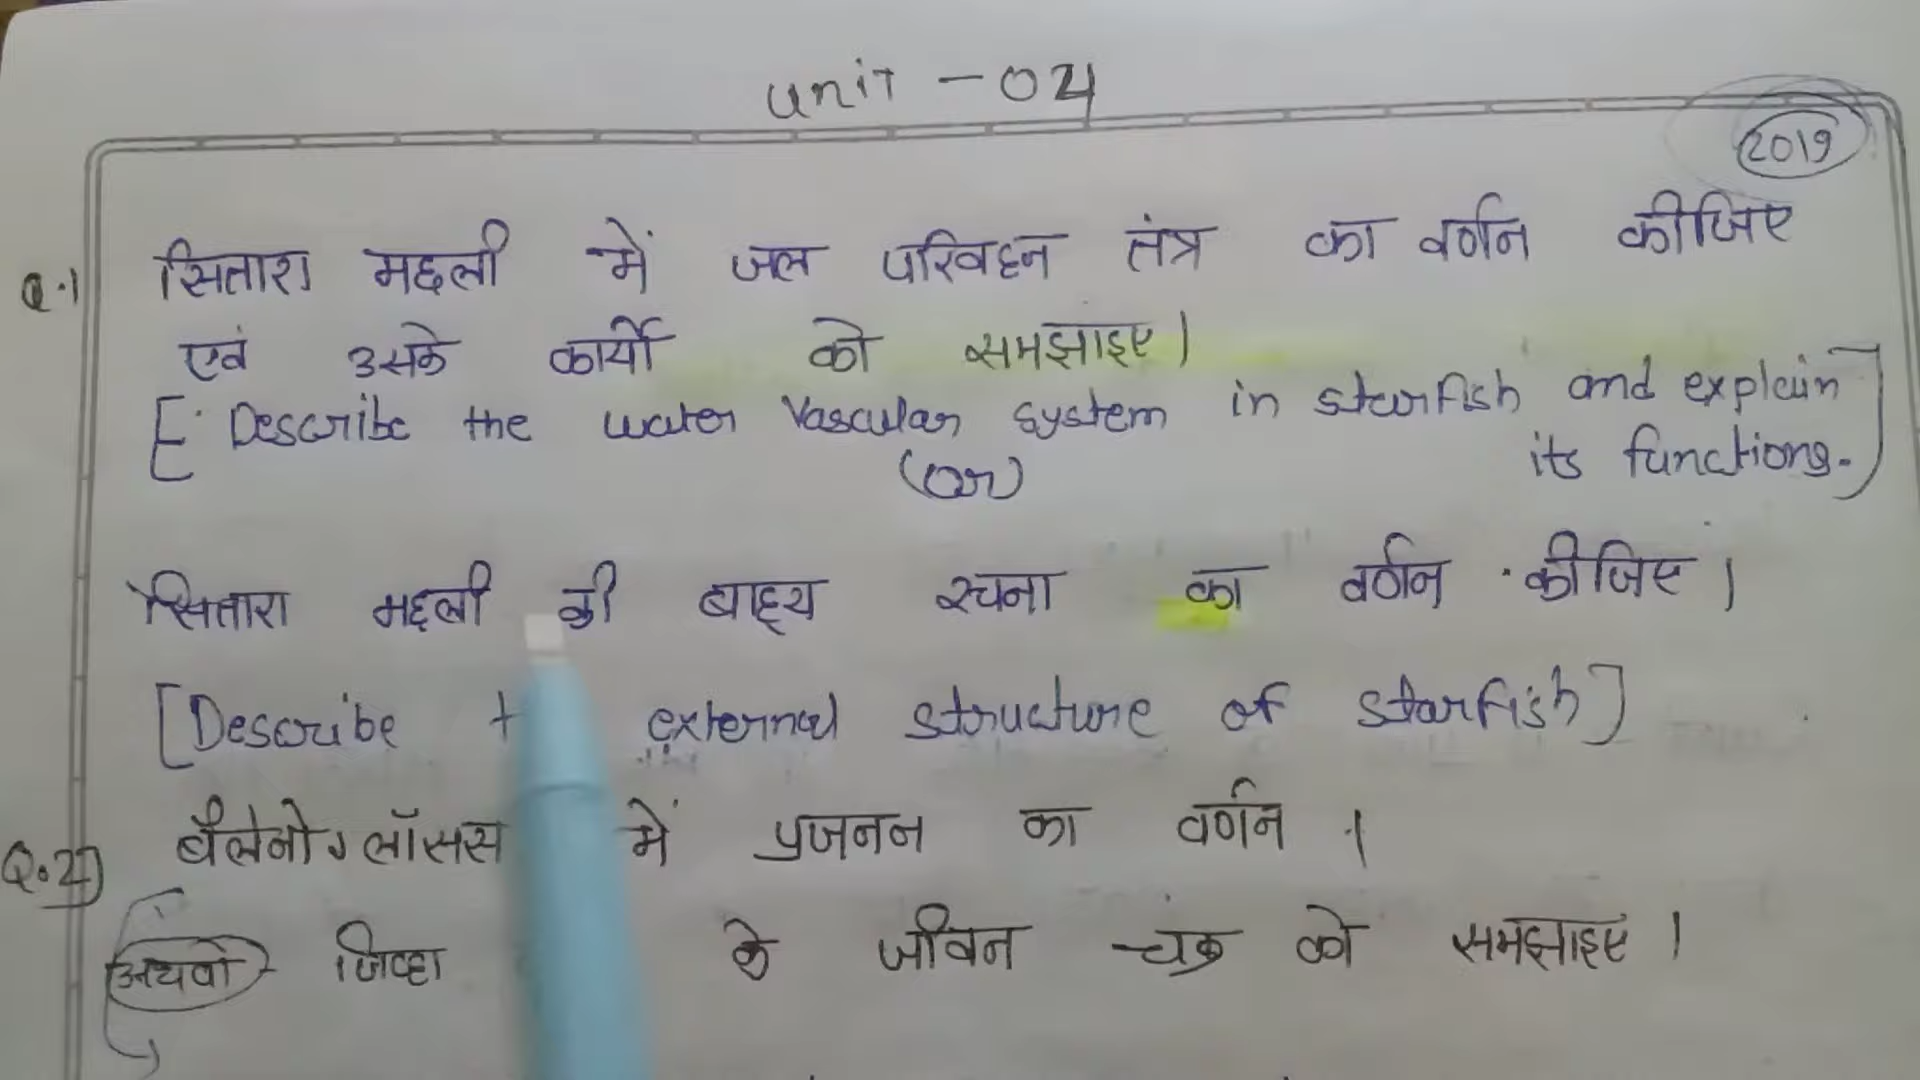 Unit - 04
2019
Q.1 सितारा मछली में जल परिवहन तंत्र का वर्णन कीजिए
एवं उसके कार्यो को समझाइए।
[Describe the water Vascular System in starfish and explain
its functions.]
(Or)
सितारा मछली की बाह्य रचना का वर्णन कीजिए।
[Describe external structure of starfish]
Q.2) बैलेनोग्लॉसस में प्रजनन का वर्णन।
अथवा जिव्हा के जीवन चक्र को समझाइए।